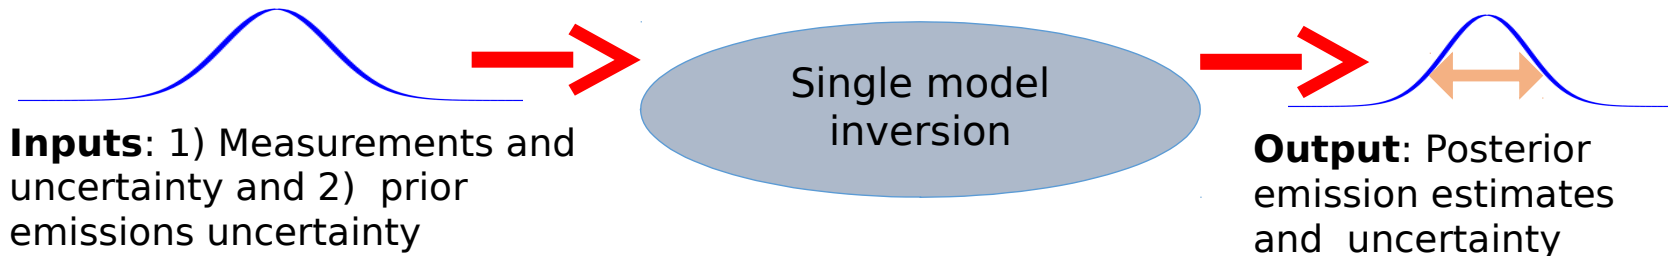 Single model
inversion
Inputs: 1) Measurements and
uncertainty and 2)  prior
emissions uncertainty
Output: Posterior
emission estimates
and  uncertainty